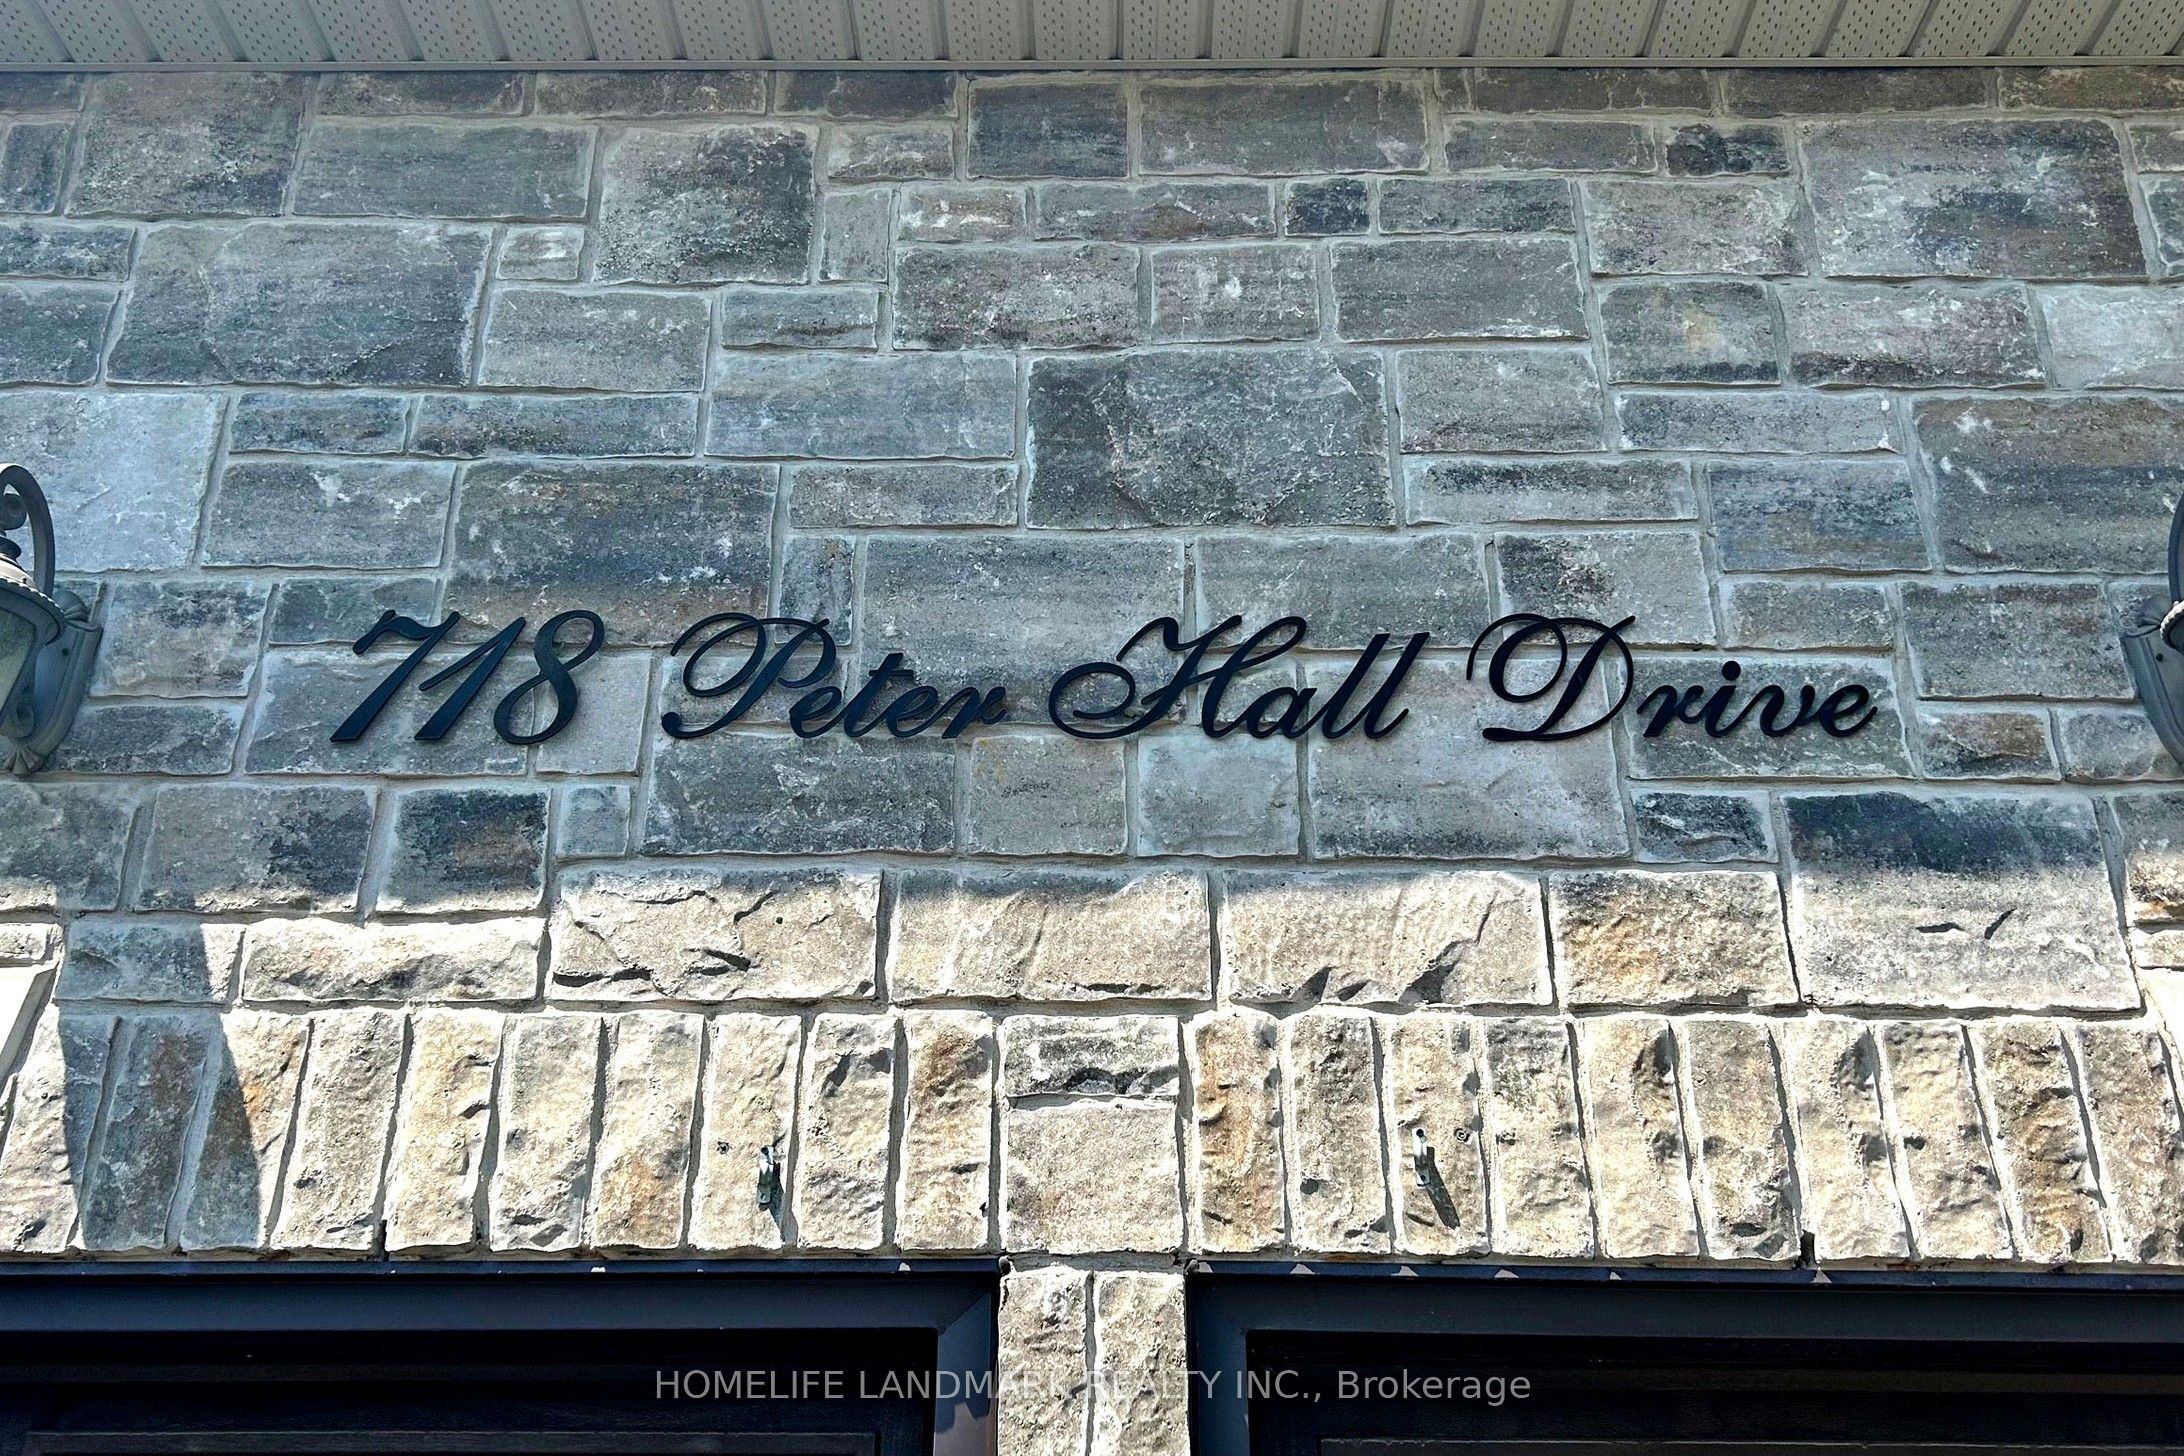 718 Peter Hall Drive
HOMELIFE LANDMARK REALTY INC., Brokerage